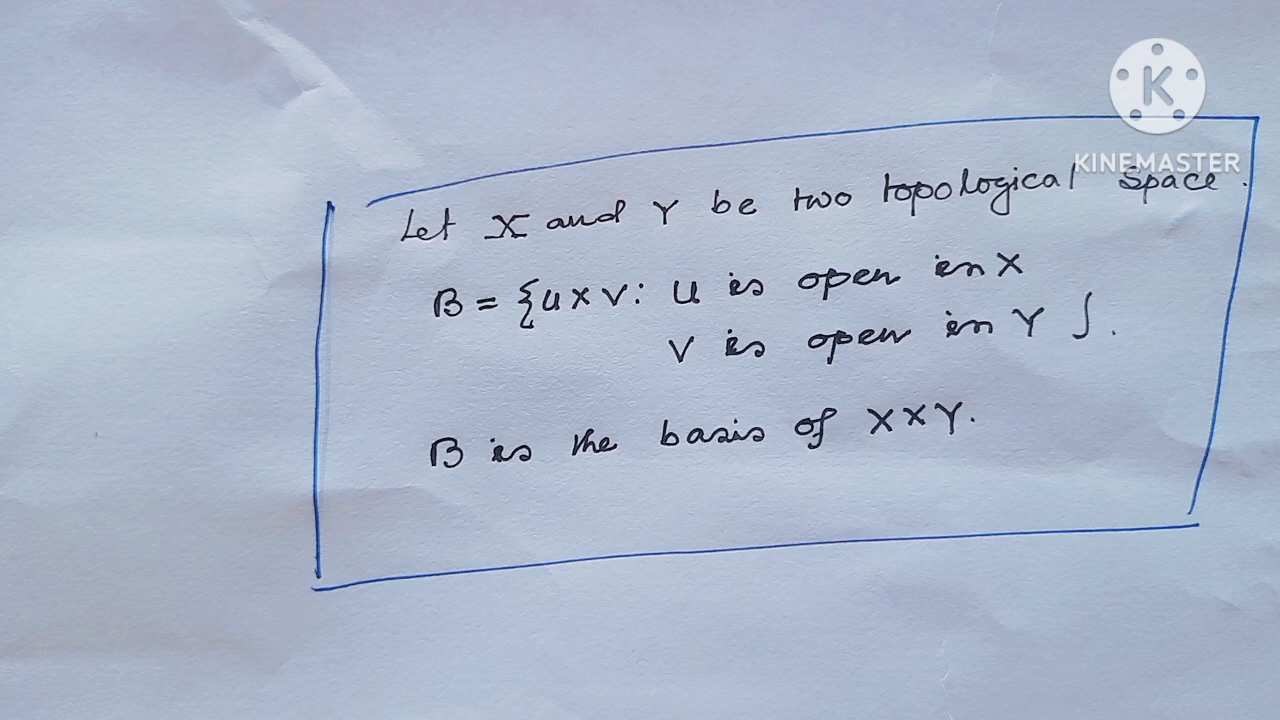 KINEMASTER
Let X and Y be two topological space.
B = {U x V: U is open in X
V is open in Y }.
B is the basis of X x Y.